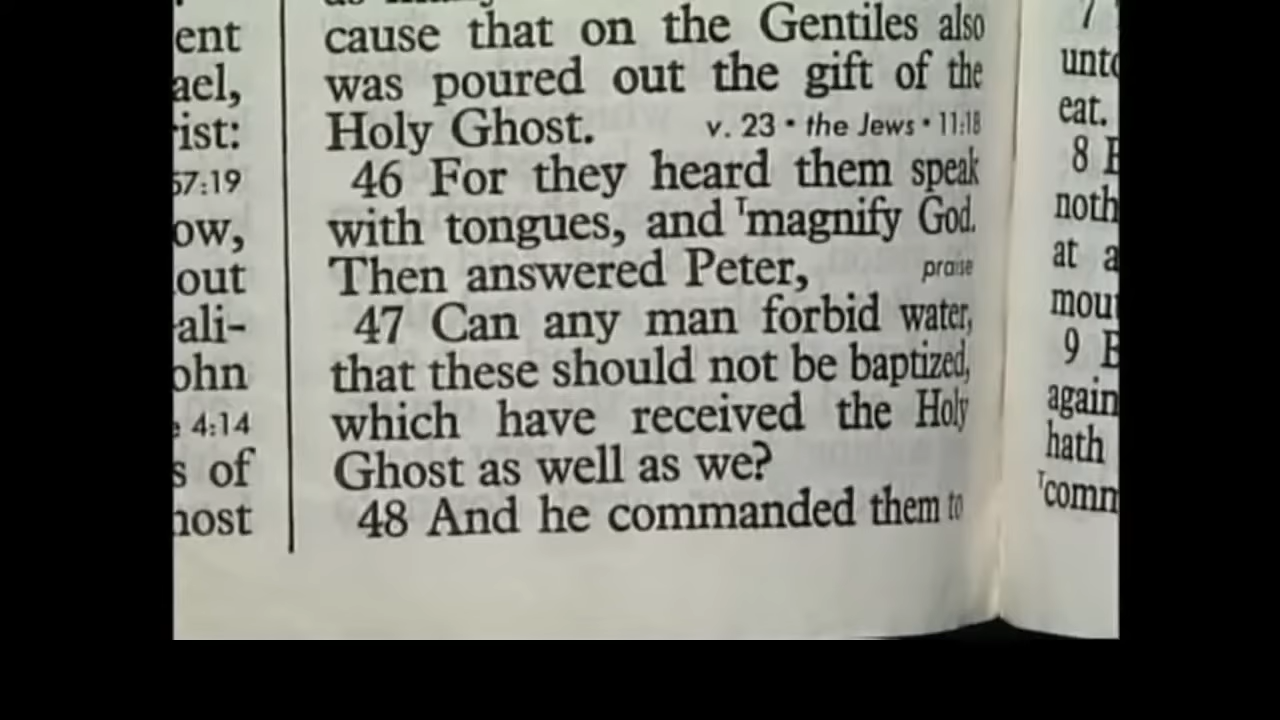 ent
ael,
ist:
57:19
ow,
out
ali-
ohn
4:14
s of
host
cause that on the Gentiles also
was poured out the gift of the
Holy Ghost. v. 23 • the Jews • 11:18
46 For they heard them speak
with tongues, and ᵀmagnify God.
Then answered Peter, praise
47 Can any man forbid water,
that these should not be baptized,
which have received the Holy
Ghost as well as we?
48 And he commanded them to
7
unto
eat.
8
noth
at a
mou
9
again
hath
ᵀcomm